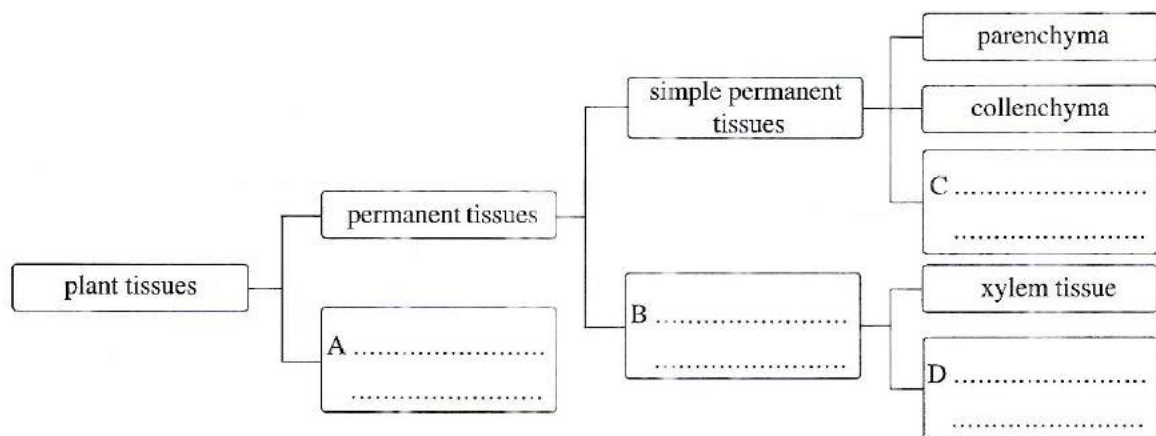 parenchyma
simple permanent
tissues
collenchyma
C ..............................
..............................
permanent tissues
plant tissues
xylem tissue
B ..............................
..............................
A ..............................
..............................
D ..............................
..............................